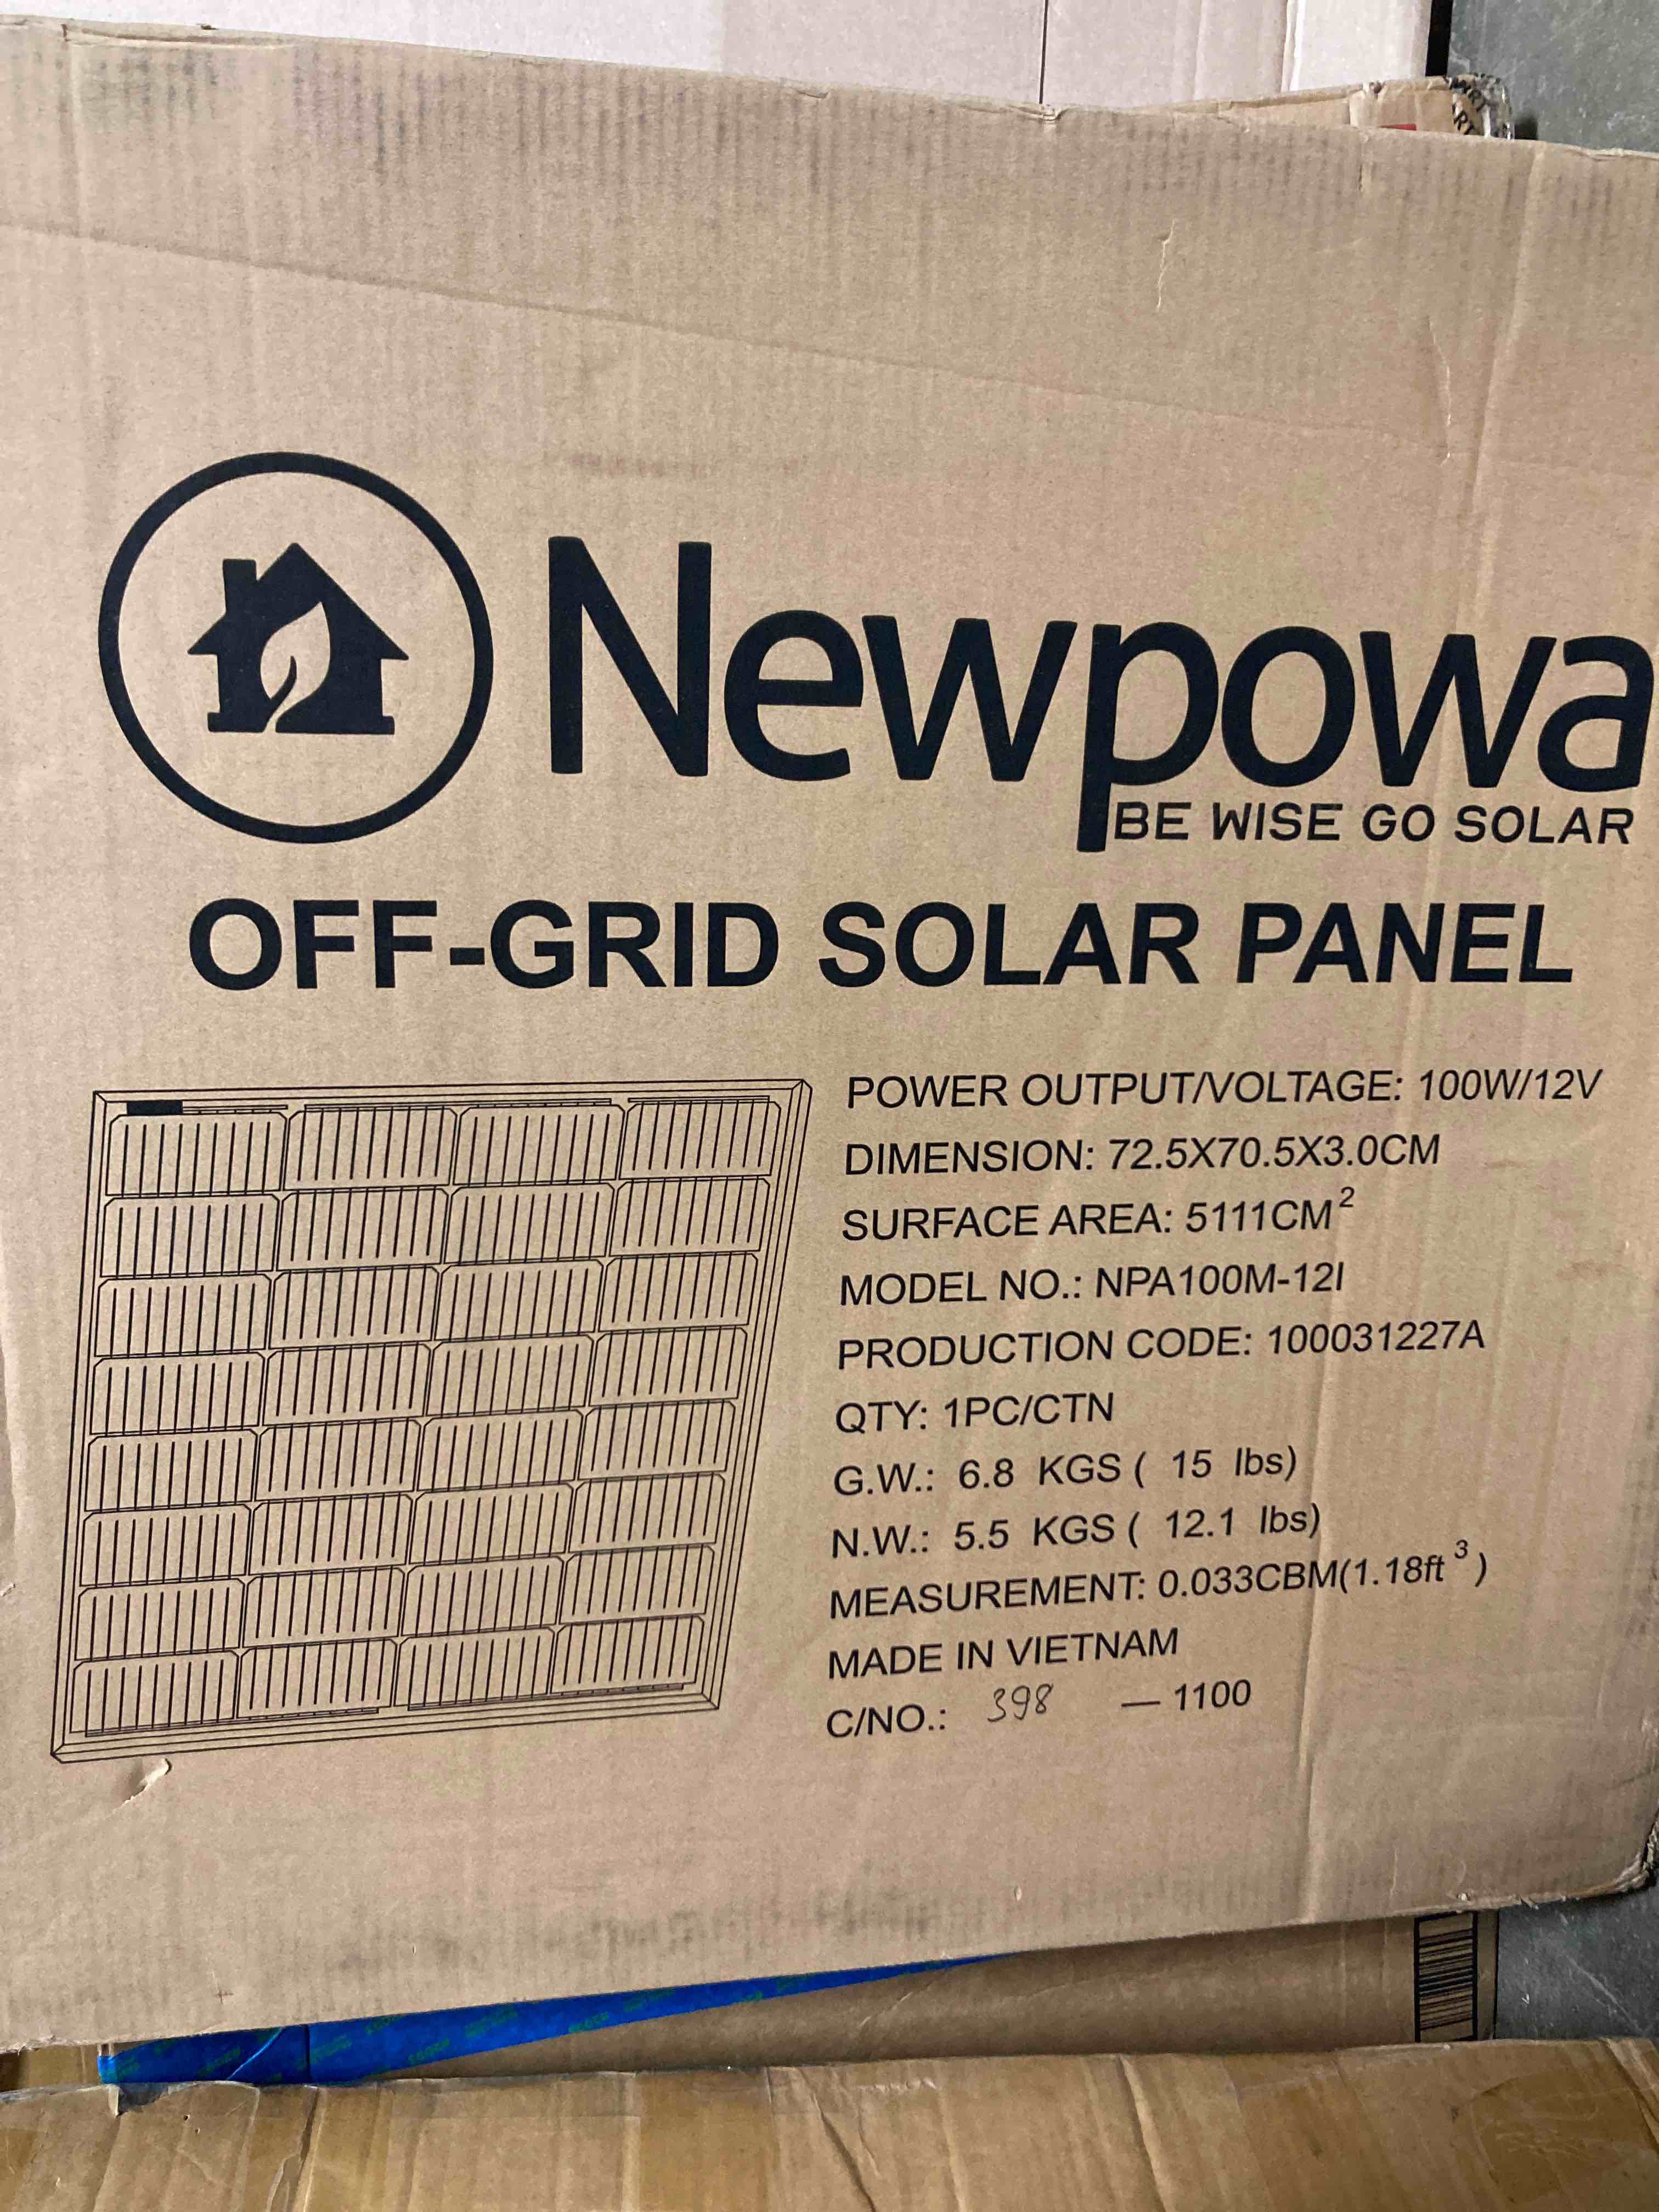 Newpowa
BE WISE GO SOLAR
OFF-GRID SOLAR PANEL
POWER OUTPUT/VOLTAGE: 100W/12V
DIMENSION: 72.5X70.5X3.0CM
SURFACE AREA: 5111CM²
MODEL NO.: NPA100M-12I
PRODUCTION CODE: 100031227A
QTY: 1PC/CTN
G.W.: 6.8 KGS ( 15 lbs)
N.W.: 5.5 KGS ( 12.1 lbs)
MEASUREMENT: 0.033CBM(1.18ft³)
MADE IN VIETNAM
C/NO.: 398 — 1100